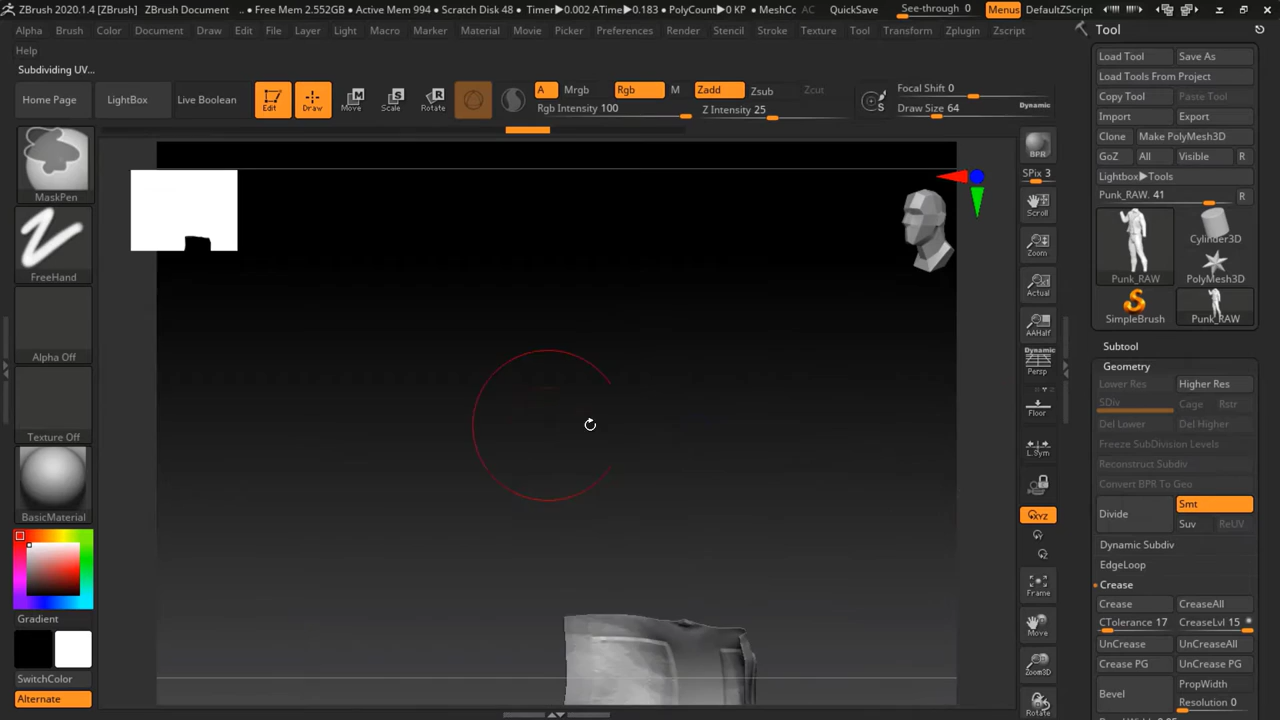 ZBrush 2020.1.4 [ZBrush] ZBrush Document .. • Free Mem 2.552GB • Active Mem 994 • Scratch Disk 48 • Timer▶0.002 ATime▶0.183 • PolyCount▶0 KP • MeshCc QuickSave See-through 0 Menus DefaultZScript
Alpha Brush Color Document Draw Edit File Layer Light Macro Marker Material Movie Picker Preferences Render Stencil Stroke Texture Tool Transform Zplugin Zscript
Help
Subdividing UV...
Home Page LightBox Live Boolean Edit Draw Move Scale Rotate
A Mrgb Rgb M Zadd Zsub Zcut
Rgb Intensity 100 Z Intensity 25
Focal Shift 0
Draw Size 64 Dynamic
S
MaskPen
FreeHand
Alpha Off
Texture Off
BasicMaterial
Gradient
SwitchColor
Alternate
BPR
SPix 3
Scroll
Zoom
Actual
AAHalf
Dynamic
Persp
Floor
L.Sym
XYZ
Y
Z
Frame
Move
Zoom3D
Rotate
Tool
Load Tool Save As
Load Tools From Project
Copy Tool Paste Tool
Import Export
Clone Make PolyMesh3D
GoZ All Visible R
Lightbox▶Tools
Punk_RAW. 41 R
Punk_RAW Cylinder3D
PolyMesh3D
SimpleBrush Punk_RAW
Subtool
Geometry
Lower Res Higher Res
SDiv Cage Rstr
Del Lower Del Higher
Freeze SubDivision Levels
Reconstruct Subdiv
Convert BPR To Geo
Divide Smt
Suv ReUV
Dynamic Subdiv
EdgeLoop
Crease
Crease CreaseAll
CTolerance 17 CreaseLvl 15
UnCrease UnCreaseAll
Crease PG UnCrease PG
Bevel PropWidth
Resolution 0